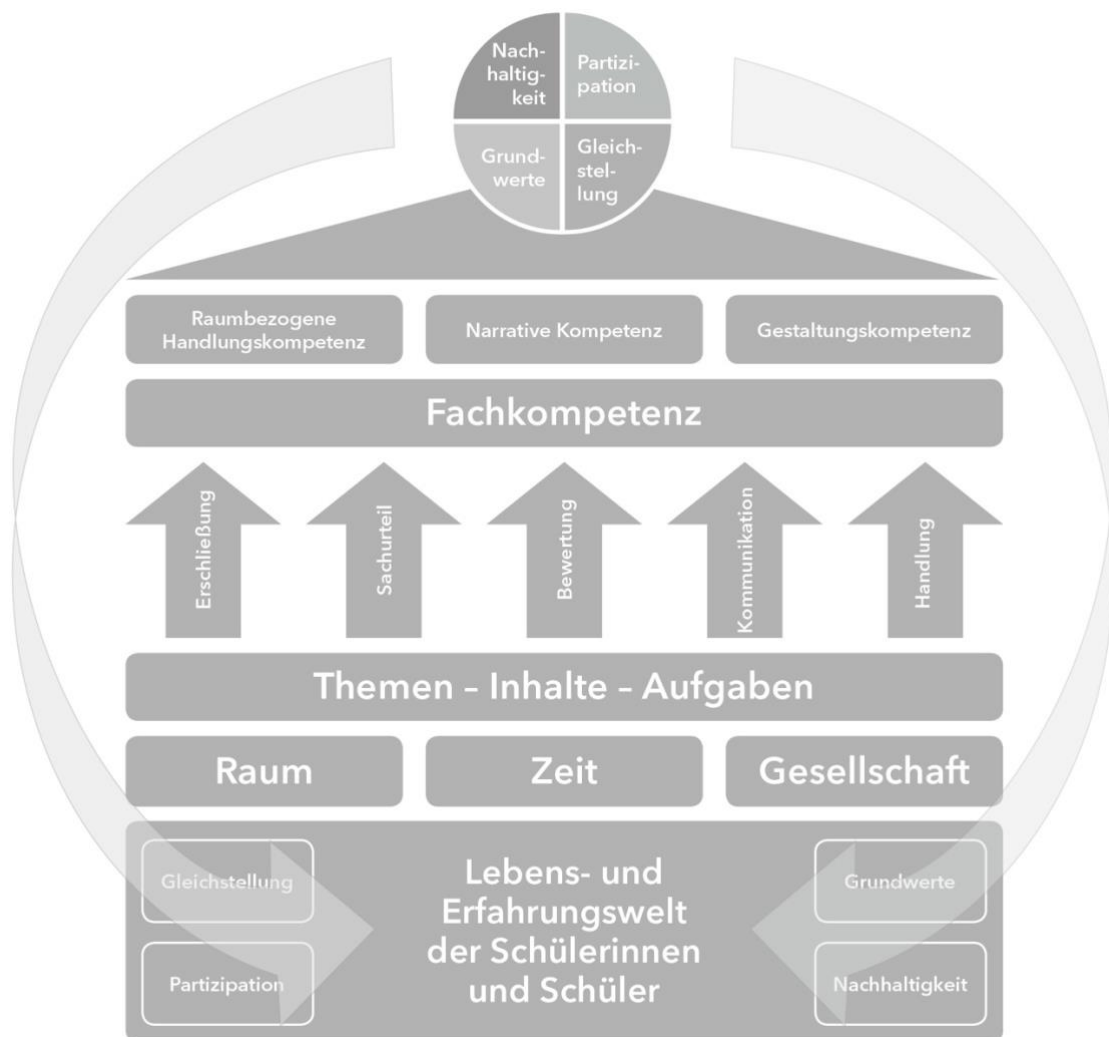 Nach-
haltig-
keit
Partizi-
pation
Grund-
werte
Gleich-
stel-
lung
Raumbezogene
Handlungskompetenz
Narrative Kompetenz
Gestaltungskompetenz
Fachkompetenz
Erschließung
Sachurteil
Bewertung
Kommunikation
Handlung
Themen – Inhalte – Aufgaben
Raum
Zeit
Gesellschaft
Gleichstellung
Partizipation
Lebens- und
Erfahrungswelt
der Schülerinnen
und Schüler
Grundwerte
Nachhaltigkeit